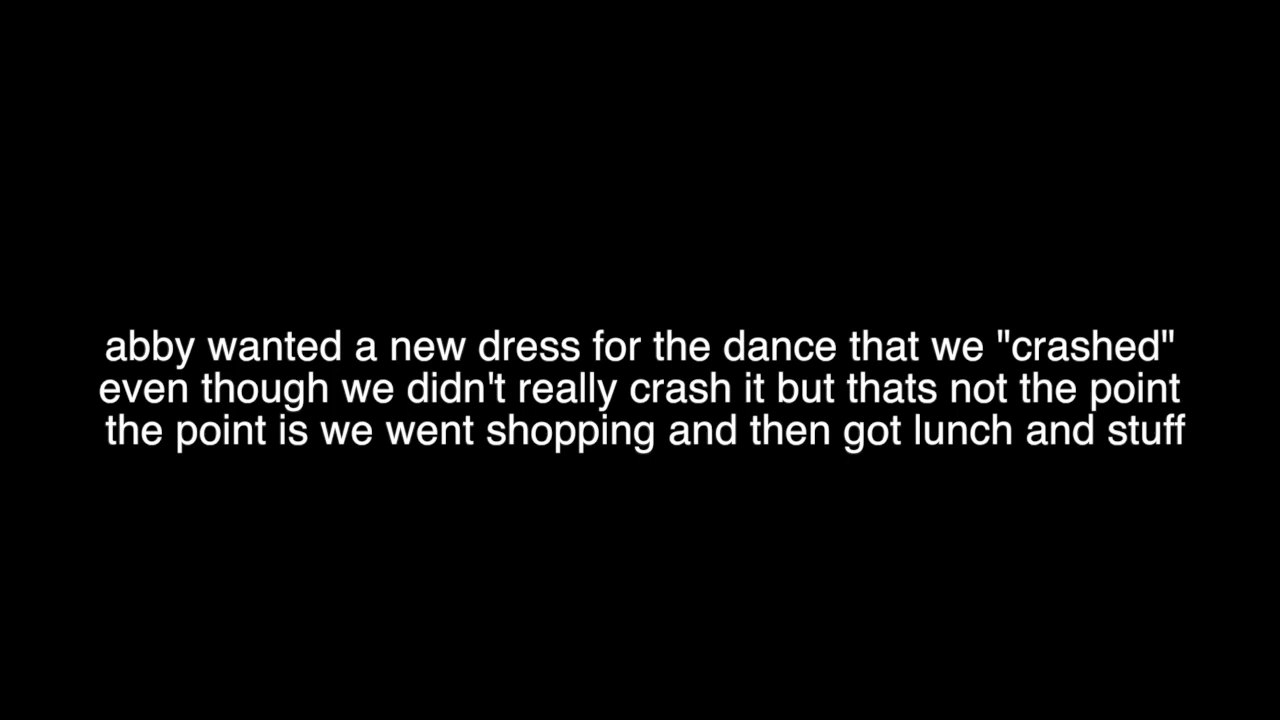 abby wanted a new dress for the dance that we "crashed"
even though we didn't really crash it but thats not the point
the point is we went shopping and then got lunch and stuff